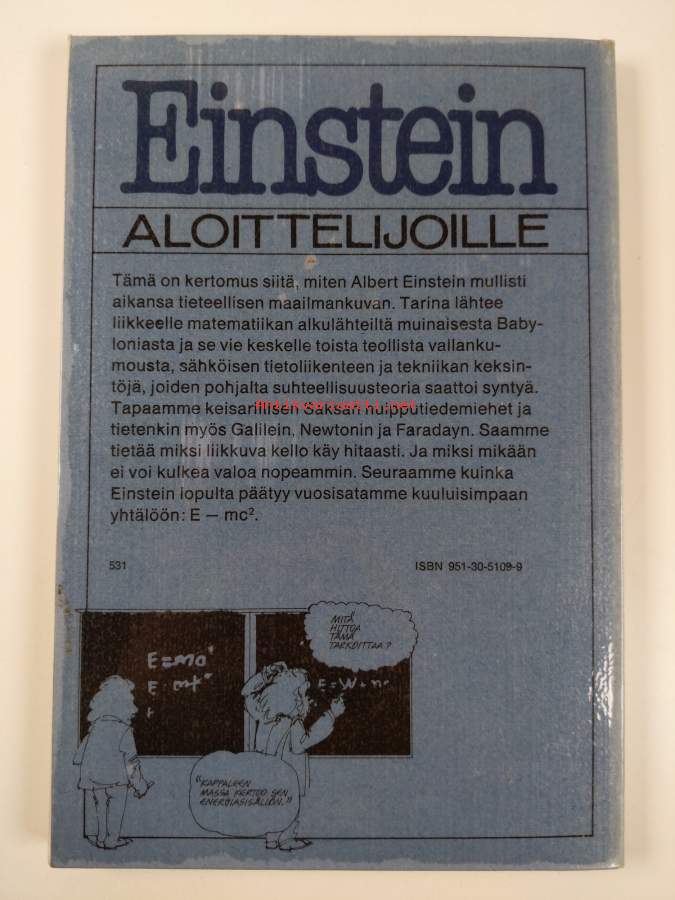 Einstein
ALOITTELIJOILLE
Tämä on kertomus siitä, miten Albert Einstein mullisti
aikansa tieteellisen maailmankuvan. Tarina lähtee
liikkeelle matematiikan alkulähteiltä muinaisesta Baby-
loniasta ja se vie keskelle toista teollista vallanku-
mousta, sähköisen tietoliikenteen ja tekniikan keksin-
töjä, joiden pohjalta suhteellisuusteoria saattoi syntyä.
Tapaamme keisarillisen Saksan huipputiedemiehet ja
tietenkin myös Galilein, Newtonin ja Faradayn. Saamme
tietää miksi liikkuva kello käy hitaasti. Ja miksi mikään
ei voi kulkea valoa nopeammin. Seuraamme kuinka
Einstein lopulta päätyy vuosisatamme kuuluisimpaan
yhtälöön: E — mc².
531
ISBN 951-30-5109-9
MITÄ
HITTOA
TÄMÄ
TARKOITTAA?
"KAPPALEEN
MASSA KERTOO SEN
ENERGIASISÄLLÖN."